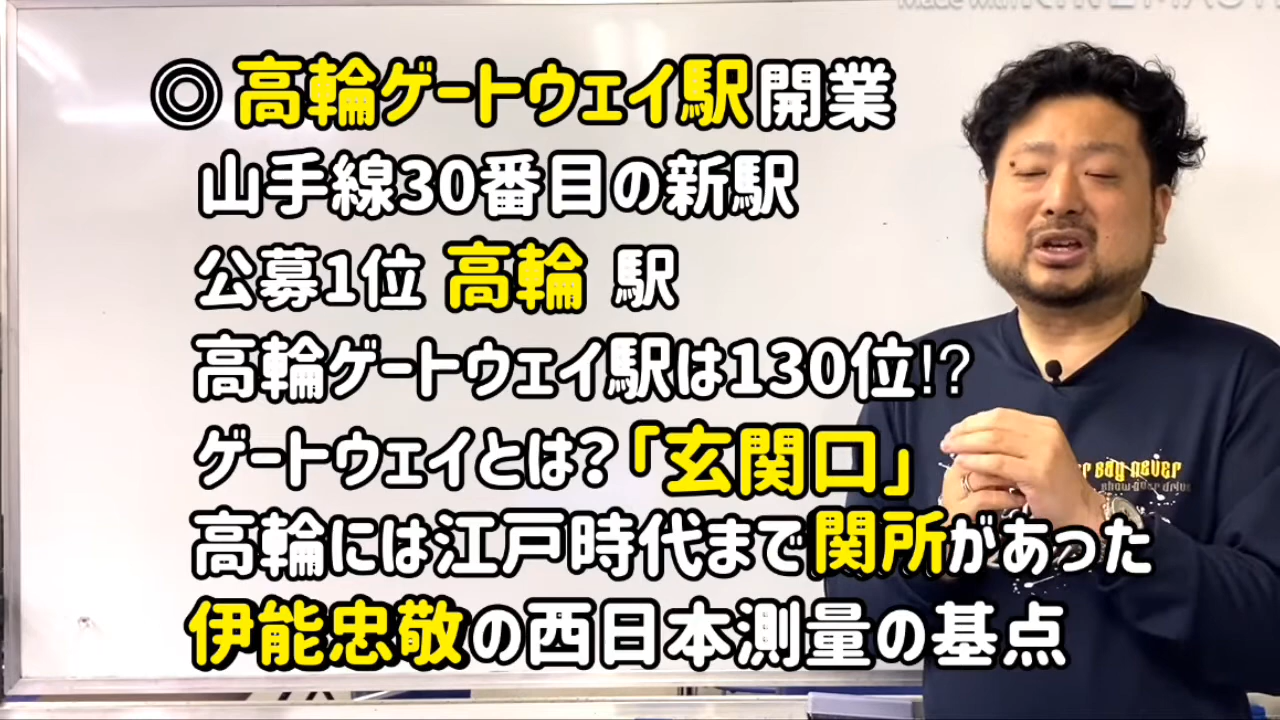 Made with KINEMASTER
◎高輪ゲートウェイ駅開業
山手線30番目の新駅
公募1位 高輪 駅
高輪ゲートウェイ駅は130位!?
ゲートウェイとは?「玄関口」
高輪には江戸時代まで関所があった
伊能忠敬の西日本測量の基点